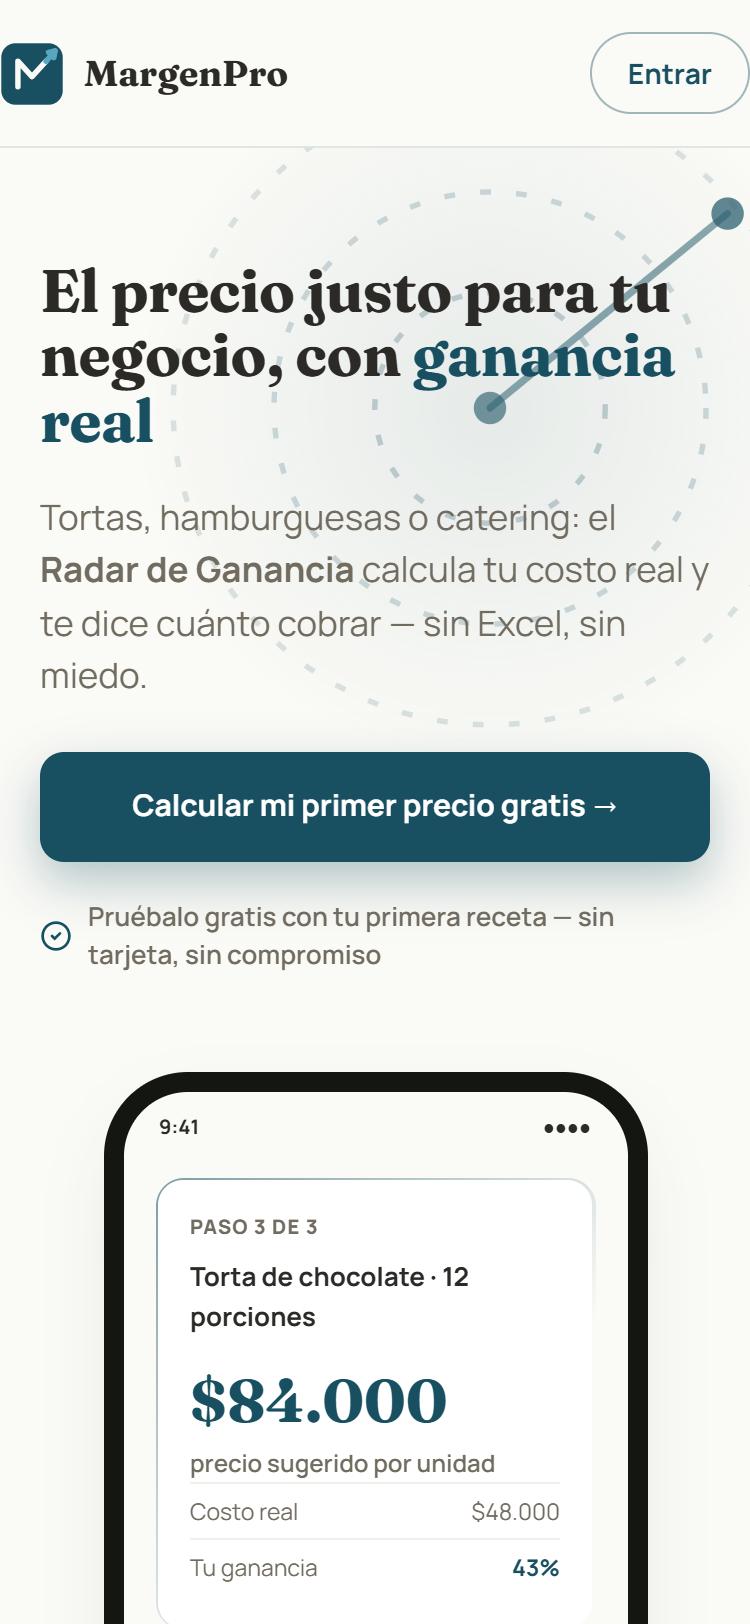 MargenPro
Entrar
El precio justo para tu
negocio, con ganancia
real
Tortas, hamburguesas o catering: el
Radar de Ganancia calcula tu costo real y
te dice cuánto cobrar — sin Excel, sin
miedo.
Calcular mi primer precio gratis →
Pruébalo gratis con tu primera receta — sin
tarjeta, sin compromiso
9:41
PASO 3 DE 3
Torta de chocolate · 12
porciones
$84.000
precio sugerido por unidad
Costo real $48.000
Tu ganancia 43%